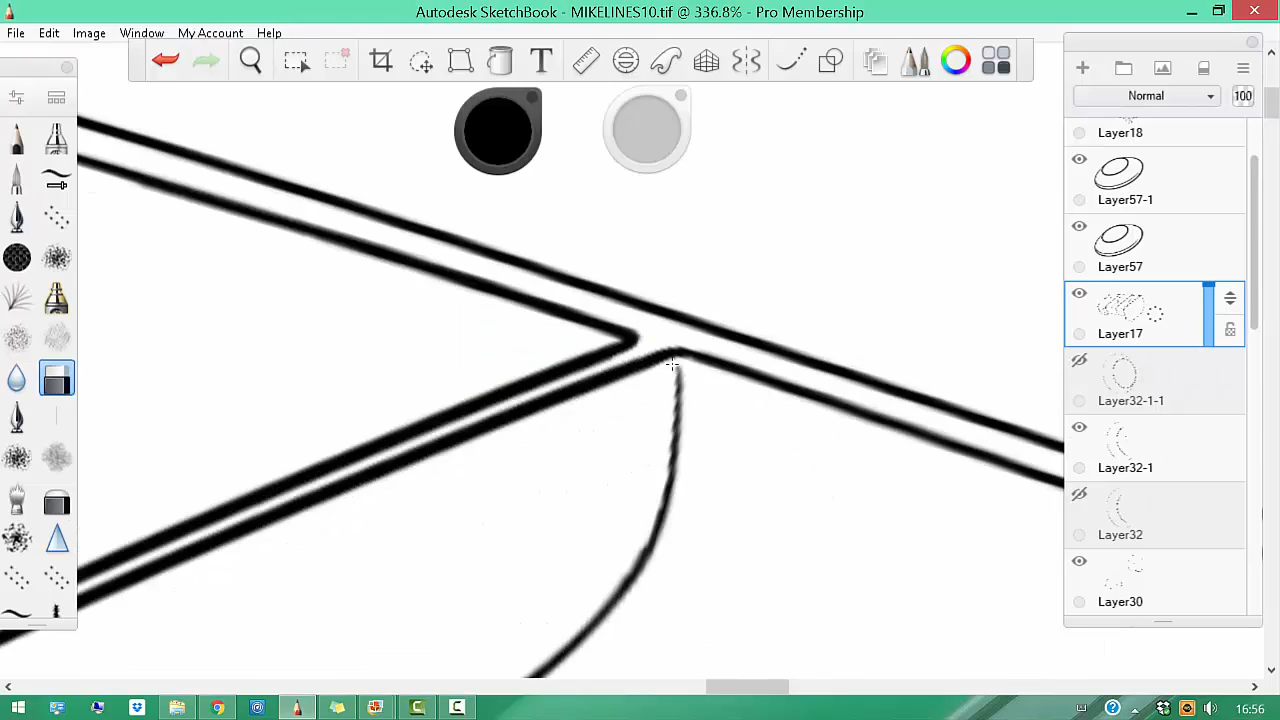 Autodesk SketchBook - MIKELINES10.tif @ 336.8% - Pro Membership
File Edit Image Window My Account Help
T
Normal 100
Layer18
Layer57-1
Layer57
Layer17
Layer32-1-1
Layer32-1
Layer32
Layer30
16:56